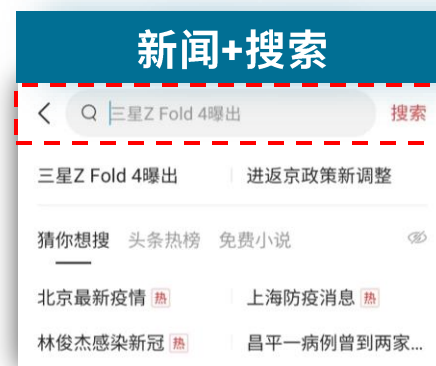 新闻+搜索
三星Z Fold 4曝出 搜索
三星Z Fold 4曝出 进返京政策新调整
猜你想搜 头条热榜 免费小说
北京最新疫情 热 上海防疫消息 热
林俊杰感染新冠 热 昌平一病例曾到两家...